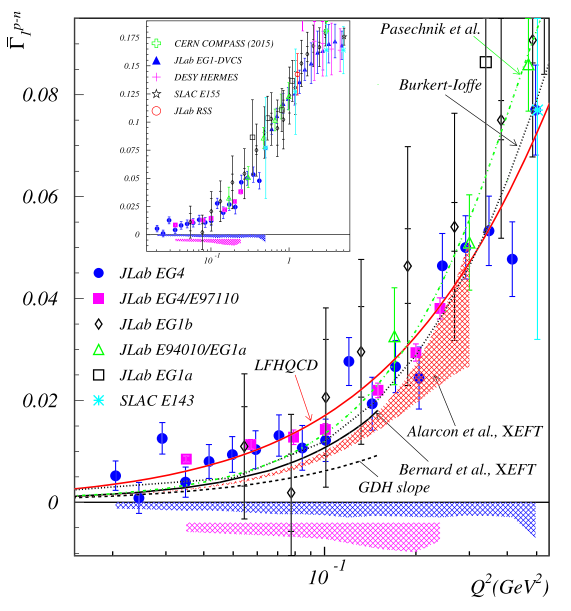 Γ̅₁ᵖ⁻ⁿ
0.175
0.15
0.125
0.1
0.075
0.05
0.025
0
10⁻¹
1
CERN COMPASS (2015)
JLab EG1-DVCS
DESY HERMES
SLAC E155
JLab RSS
Pasechnik et al.
Burkert-Ioffe
0.08
0.06
0.04
0.02
0
JLab EG4
JLab EG4/E97110
JLab EG1b
JLab E94010/EG1a
JLab EG1a
SLAC E143
LFHQCD
Alarcon et al., ΧEFT
Bernard et al., ΧEFT
GDH slope
10⁻¹
Q²(GeV²)